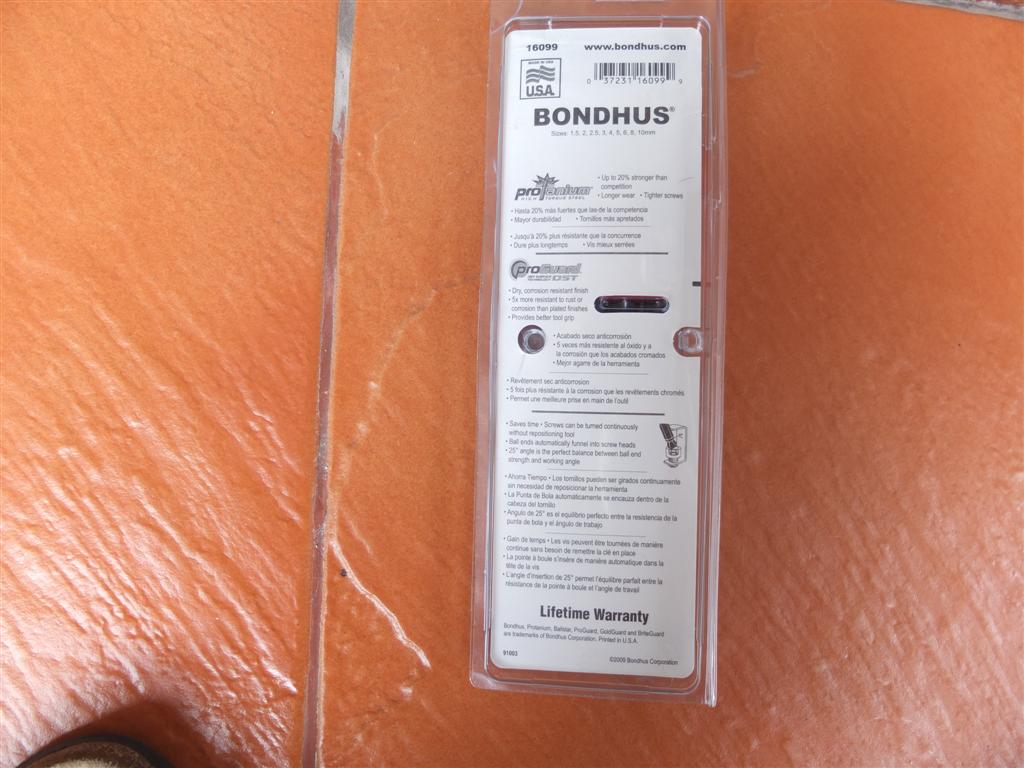 16099 www.bondhus.com
MADE IN USA
U.S.A.
0 37231 16099 9
BONDHUS®
Sizes: 1.5, 2, 2.5, 3, 4, 5, 6, 8, 10mm
proTanium
HIGH TORQUE STEEL
• Up to 20% stronger than
competition
• Longer wear • Tighter screws
• Hasta 20% más fuertes que las de la competencia
• Mayor durabilidad • Tornillos más apretados
• Jusqu'à 20% plus résistante que la concurrence
• Dure plus longtemps • Vis mieux serrées
proGuard
DST
• Dry, corrosion resistant finish
• 5x more resistant to rust or
corrosion than plated finishes
• Provides better tool grip
• Acabado seco anticorrosión
• 5 veces más resistente al óxido y a
la corrosión que los acabados cromados
• Mejor agarre de la herramienta
• Revêtement sec anticorrosion
• 5 fois plus résistante à la corrosion que les revêtements chromés
• Permet une meilleure prise en main de l'outil
• Saves time • Screws can be turned continuously
without repositioning tool
• Ball ends automatically funnel into screw heads
• 25° angle is the perfect balance between ball end
strength and working angle
• Ahorra Tiempo • Los tornillos pueden ser girados continuamente
sin necesidad de reposicionar la herramienta
• La Punta de Bola automáticamente se encauza dentro de la
cabeza del tornillo
• Angulo de 25° es el equilibrio perfecto entre la resistencia de la
punta de bola y el ángulo de trabajo
• Gain de temps • Les vis peuvent être tournées de manière
continue sans besoin de remettre la clé en place
• La pointe à boule s'insère de manière automatique dans la
tête de la vis
• L'angle d'insertion de 25° permet l'équilibre parfait entre la
résistance de la pointe à boule et l'angle de travail
Lifetime Warranty
Bondhus, Protanium, Ballstar, ProGuard, GoldGuard and BriteGuard
are trademarks of Bondhus Corporation. Printed in U.S.A.
91003 ©2009 Bondhus Corporation